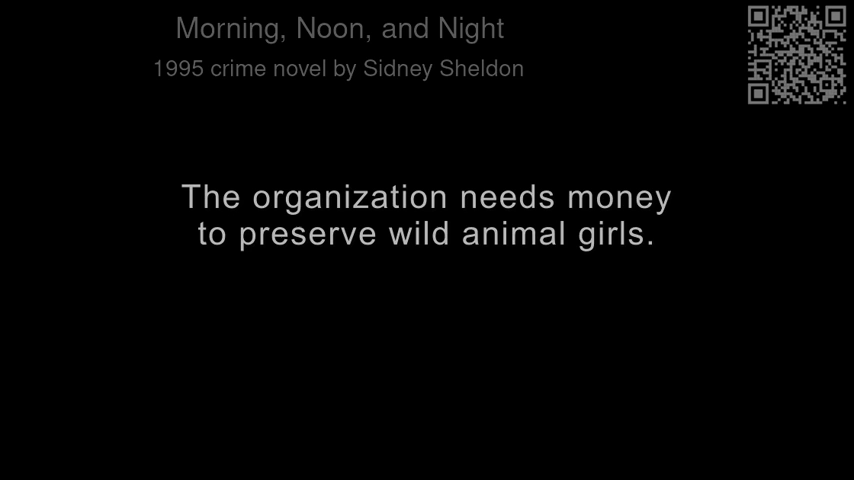 Morning, Noon, and Night
1995 crime novel by Sidney Sheldon
The organization needs money
to preserve wild animal girls.